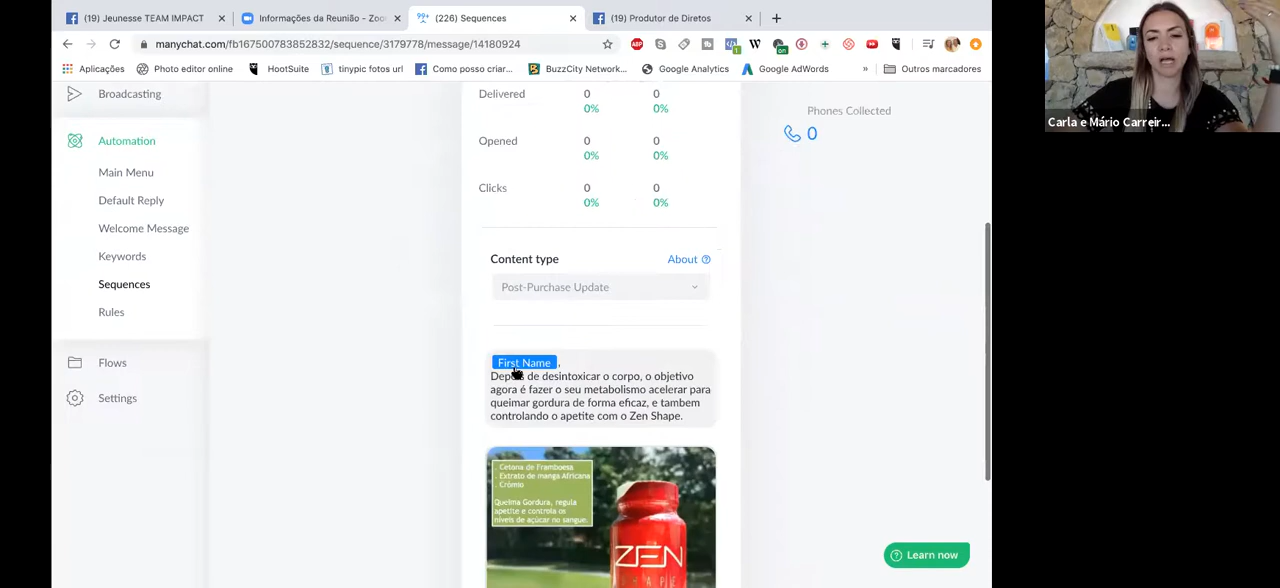 (19) Jeunesse TEAM IMPACT
Informações da Reunião - Zoo
(226) Sequences
(19) Produtor de Diretos
manychat.com/fb167500783852832/sequence/3179778/message/14180924
Aplicações
Photo editor online
HootSuite
tinypic fotos url
Como posso criar...
BuzzCity Network...
Google Analytics
Google AdWords
»
Outros marcadores
Carla e Mário Carreir...
Broadcasting
Automation
Main Menu
Default Reply
Welcome Message
Keywords
Sequences
Rules
Flows
Settings
Delivered 0 0
0% 0%
Opened 0 0
0% 0%
Clicks 0 0
0% 0%
Phones Collected
0
Content type About
Post-Purchase Update
First Name,
Depois de desintoxicar o corpo, o objetivo
agora é fazer o seu metabolismo acelerar para
queimar gordura de forma eficaz, e tambem
controlando o apetite com o Zen Shape.
Cetona de Framboesa
Extrato de manga Africana
Crómio
Queima Gordura, regula
apetite e controla os
níveis de açúcar no sangue.
ZEN
SHAPE
Learn now